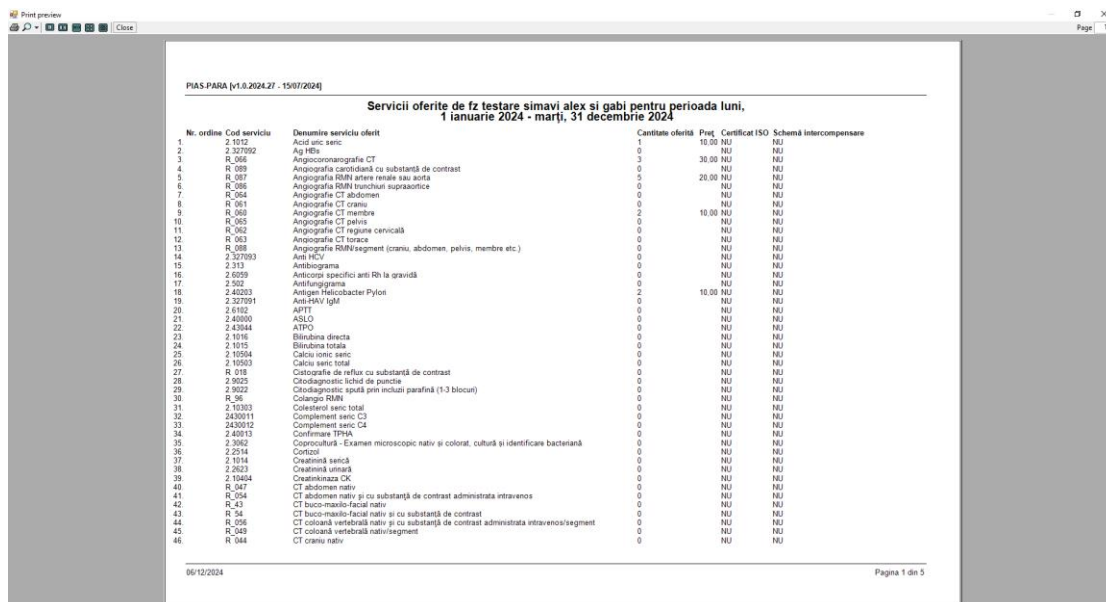 Print preview
Close
Page 1
PIAS-PARA [v1.0.2024.27 - 15/07/2024]
Servicii oferite de fz testare simavi alex si gabi pentru perioada luni,
1 ianuarie 2024 - marți, 31 decembrie 2024
Nr. ordine Cod serviciu Denumire serviciu oferit Cantitate oferită Preț Certificat ISO Schemă intercompensare
1. 2.1012 Acid uric seric 1 10,00 NU NU
2. 2.327092 Ag HBs 0 NU NU
3. R_066 Angiocoronarografie CT 3 30,00 NU NU
4. R_089 Angiografia carotidiană cu substanță de contrast 0 NU NU
5. R_087 Angiografia RMN artere renale sau aorta 5 20,00 NU NU
6. R_086 Angiografia RMN trunchiuri supraaortice 0 NU NU
7. R_064 Angiografie CT abdomen 0 NU NU
8. R_061 Angiografie CT craniu 0 NU NU
9. R_060 Angiografie CT membre 2 10,00 NU NU
10. R_065 Angiografie CT pelvis 0 NU NU
11. R_062 Angiografie CT regiune cervicală 0 NU NU
12. R_063 Angiografie CT torace 0 NU NU
13. R_088 Angiografie RMN/segment (craniu, abdomen, pelvis, membre etc.) 0 NU NU
14. 2.327093 Anti HCV 0 NU NU
15. 2.313 Antibiograma 0 NU NU
16. 2.6059 Anticorpi specifici anti Rh la gravidă 0 NU NU
17. 2.502 Antifungigrama 0 NU NU
18. 2.40203 Antigen Helicobacter Pylori 2 10,00 NU NU
19. 2.327091 Anti-HAV IgM 0 NU NU
20. 2.6102 APTT 0 NU NU
21. 2.40000 ASLO 0 NU NU
22. 2.43044 ATPO 0 NU NU
23. 2.1016 Bilirubina directa 0 NU NU
24. 2.1015 Bilirubina totala 0 NU NU
25. 2.10504 Calciu ionic seric 0 NU NU
26. 2.10503 Calciu seric total 0 NU NU
27. R_018 Cistografie de reflux cu substanță de contrast 0 NU NU
28. 2.9025 Citodiagnostic lichid de punctie 0 NU NU
29. 2.9022 Citodiagnostic spută prin incluzii parafină (1-3 blocuri) 0 NU NU
30. R_96 Colangio RMN 0 NU NU
31. 2.10303 Colesterol seric total 0 NU NU
32. 2430011 Complement seric C3 0 NU NU
33. 2430012 Complement seric C4 0 NU NU
34. 2.40013 Confirmare TPHA 0 NU NU
35. 2.3062 Coprocultură - Examen microscopic nativ și colorat, cultură și identificare bacteriană 0 NU NU
36. 2.2514 Cortizol 0 NU NU
37. 2.1014 Creatinină serică 0 NU NU
38. 2.2623 Creatinină urinară 0 NU NU
39. 2.10404 Creatinkinaza CK 0 NU NU
40. R_047 CT abdomen nativ 0 NU NU
41. R_054 CT abdomen nativ și cu substanță de contrast administrata intravenos 0 NU NU
42. R_43 CT buco-maxilo-facial nativ 0 NU NU
43. R_54 CT buco-maxilo-facial nativ și cu substanță de contrast 0 NU NU
44. R_056 CT coloană vertebrală nativ și cu substanță de contrast administrata intravenos/segment 0 NU NU
45. R_049 CT coloană vertebrală nativ/segment 0 NU NU
46. R_044 CT craniu nativ 0 NU NU
06/12/2024 Pagina 1 din 5